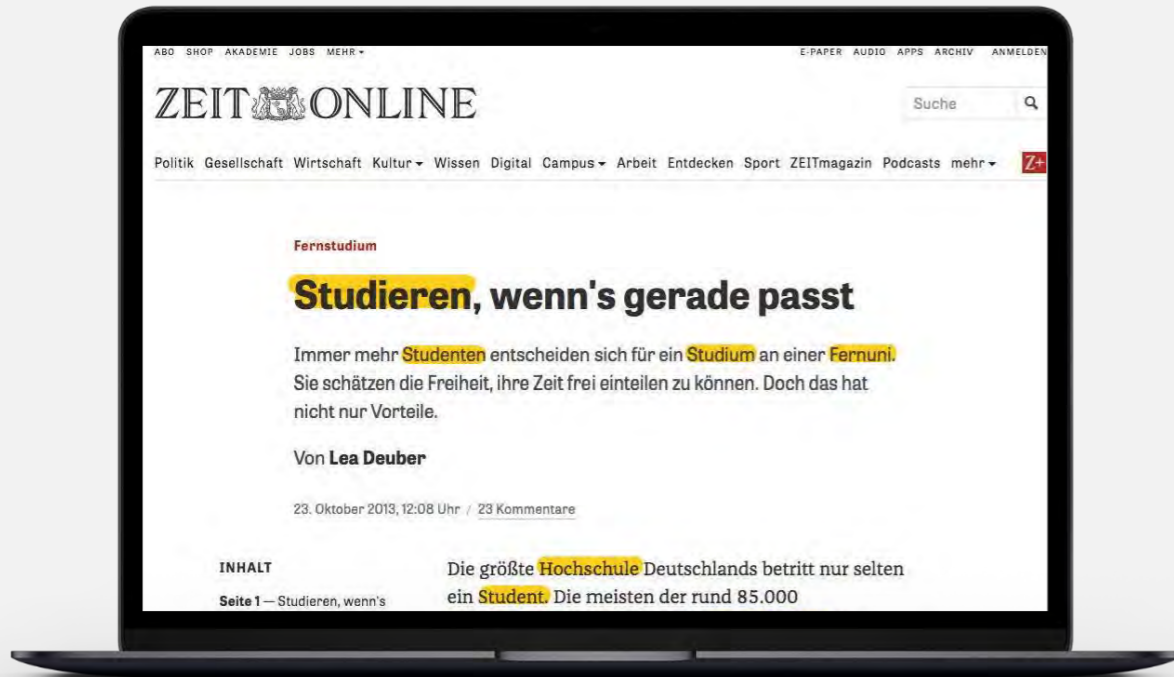 ABO SHOP AKADEMIE JOBS MEHR E-PAPER AUDIO APPS ARCHIV ANMELDEN
ZEIT ONLINE
Suche
Politik Gesellschaft Wirtschaft Kultur Wissen Digital Campus Arbeit Entdecken Sport ZEITmagazin Podcasts mehr Z+
Fernstudium
Studieren, wenn's gerade passt
Immer mehr Studenten entscheiden sich für ein Studium an einer Fernuni.
Sie schätzen die Freiheit, ihre Zeit frei einteilen zu können. Doch das hat
nicht nur Vorteile.
Von Lea Deuber
23. Oktober 2013, 12:08 Uhr / 23 Kommentare
INHALT
Seite 1 — Studieren, wenn's
Die größte Hochschule Deutschlands betritt nur selten
ein Student. Die meisten der rund 85.000